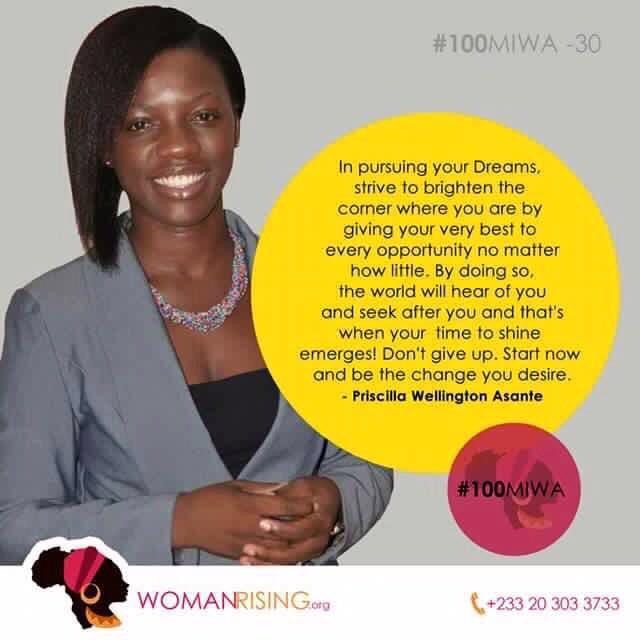 #100MIWA -30
In pursuing your Dreams,
strive to brighten the
corner where you are by
giving your very best to
every opportunity no matter
how little. By doing so,
the world will hear of you
and seek after you and that's
when your time to shine
emerges! Don't give up. Start now
and be the change you desire.
- Priscilla Wellington Asante
#100MIWA
WOMANRISING.org
+233 20 303 3733